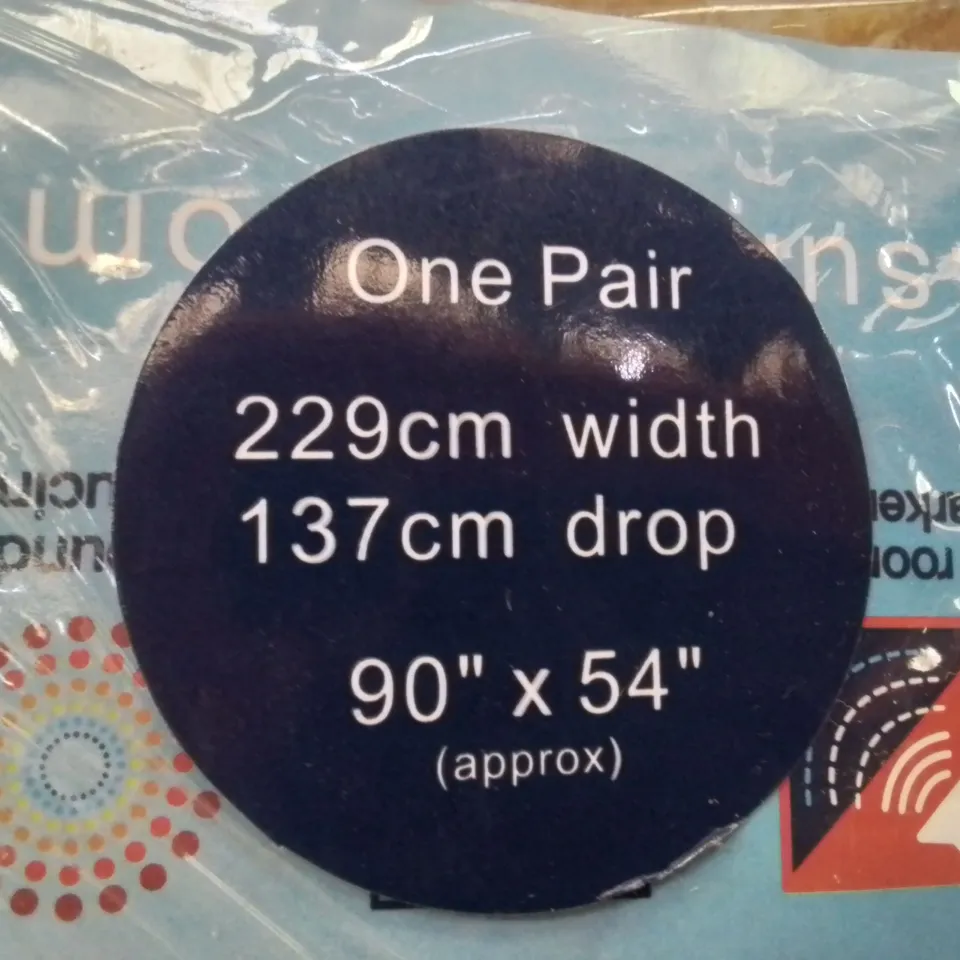 One Pair
229cm width
137cm drop
90" x 54"
(approx)